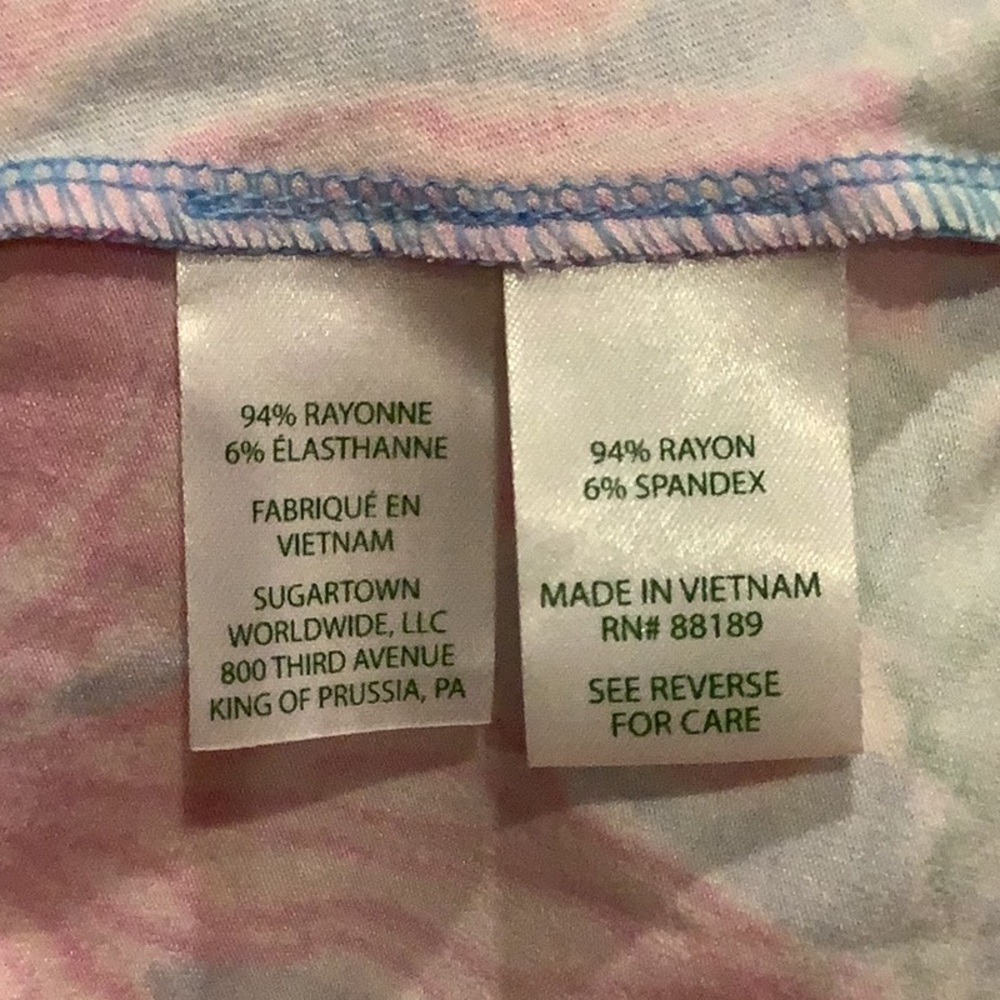 94% RAYONNE
6% ÉLASTHANNE
FABRIQUÉ EN
VIETNAM
SUGARTOWN
WORLDWIDE, LLC
800 THIRD AVENUE
KING OF PRUSSIA, PA
94% RAYON
6% SPANDEX
MADE IN VIETNAM
RN# 88189
SEE REVERSE
FOR CARE